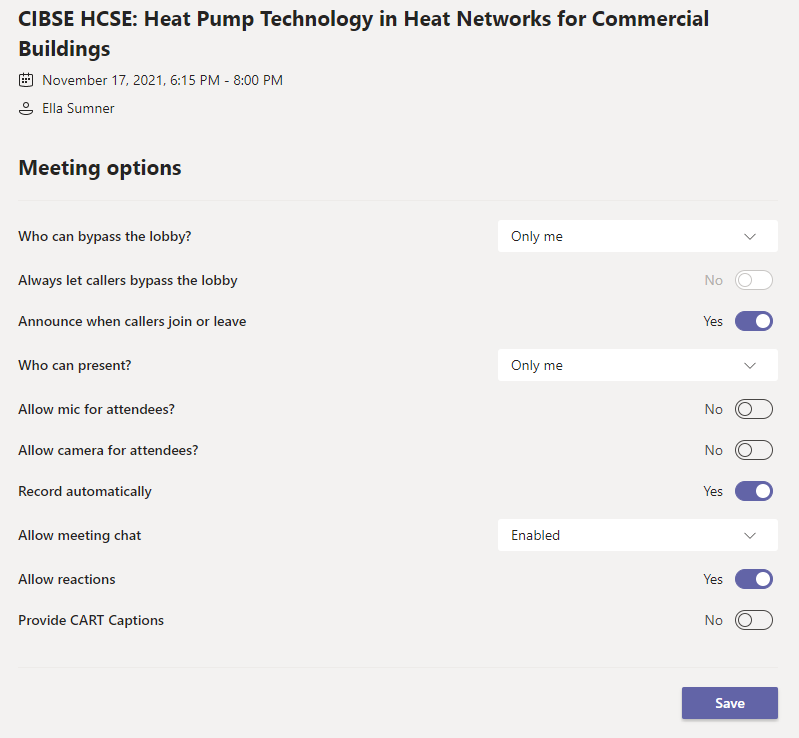 CIBSE HCSE: Heat Pump Technology in Heat Networks for Commercial
Buildings
November 17, 2021, 6:15 PM - 8:00 PM
Ella Sumner
Meeting options
Who can bypass the lobby? Only me
Always let callers bypass the lobby No
Announce when callers join or leave Yes
Who can present? Only me
Allow mic for attendees? No
Allow camera for attendees? No
Record automatically Yes
Allow meeting chat Enabled
Allow reactions Yes
Provide CART Captions No
Save